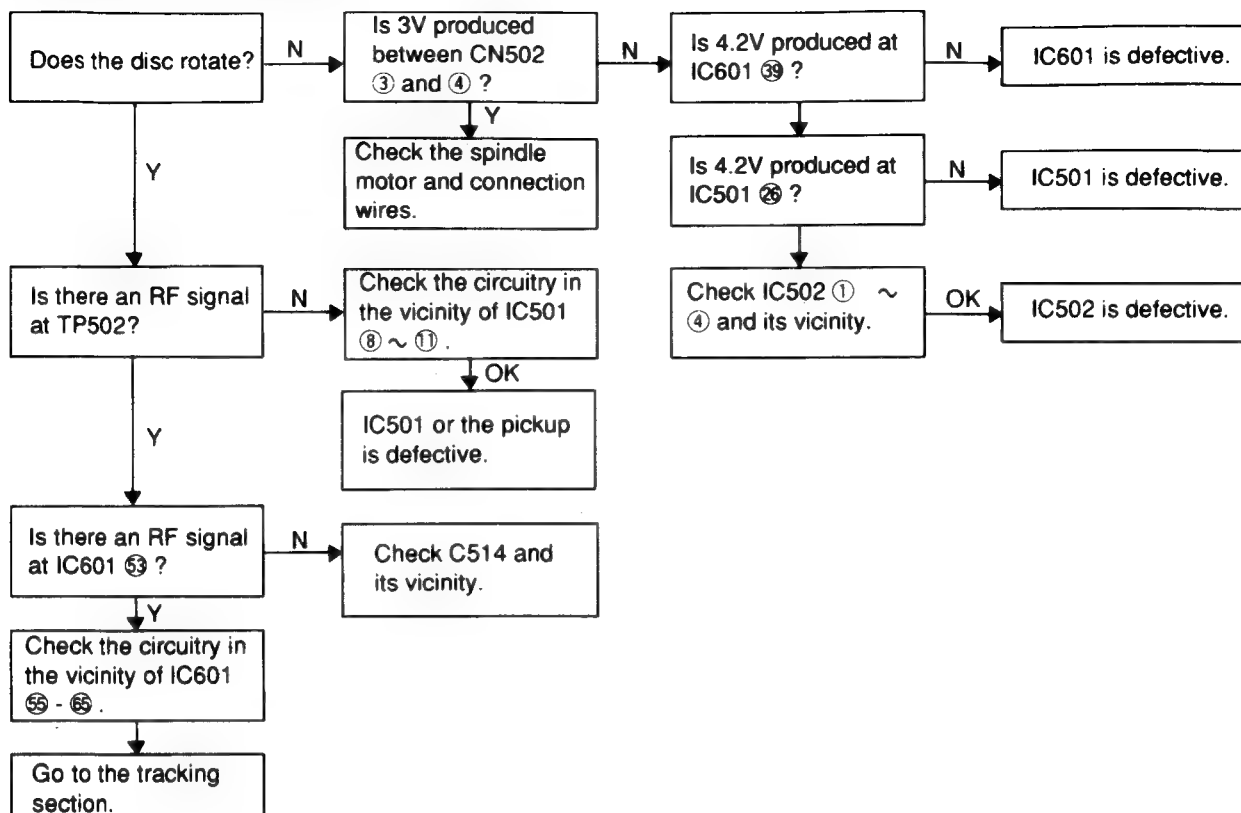 Does the disc rotate?
N
Is 3V produced
between CN502
③ and ④ ?
N
Is 4.2V produced at
IC601 ㊴ ?
N
IC601 is defective.
Y
Check the spindle
motor and connection
wires.
Is 4.2V produced at
IC501 ㉖ ?
N
IC501 is defective.
Y
Is there an RF signal
at TP502?
N
Check the circuitry in
the vicinity of IC501
⑧ ~ ⑪ .
Check IC502 ① ~
④ and its vicinity.
OK
IC502 is defective.
OK
IC501 or the pickup
is defective.
Y
Is there an RF signal
at IC601 53 ?
N
Check C514 and
its vicinity.
Y
Check the circuitry in
the vicinity of IC601
55 - 65 .
Go to the tracking
section.